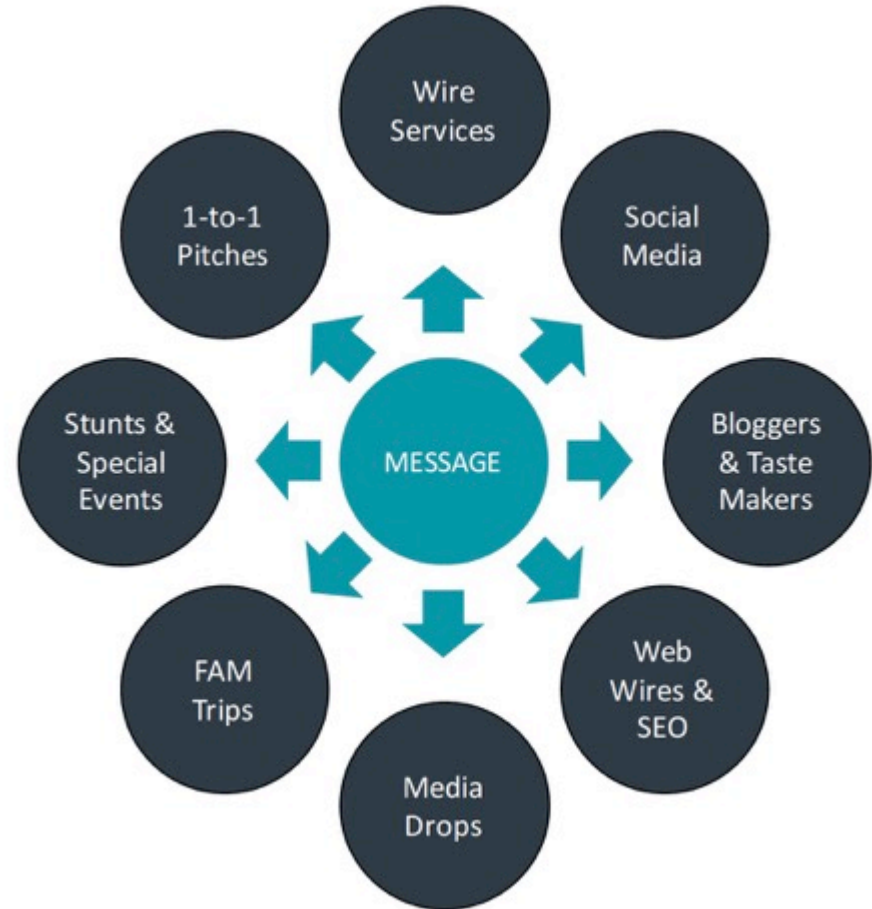 Wire
Services
1-to-1
Pitches
Social
Media
Stunts &
Special
Events
MESSAGE
Bloggers
& Taste
Makers
FAM
Trips
Web
Wires &
SEO
Media
Drops